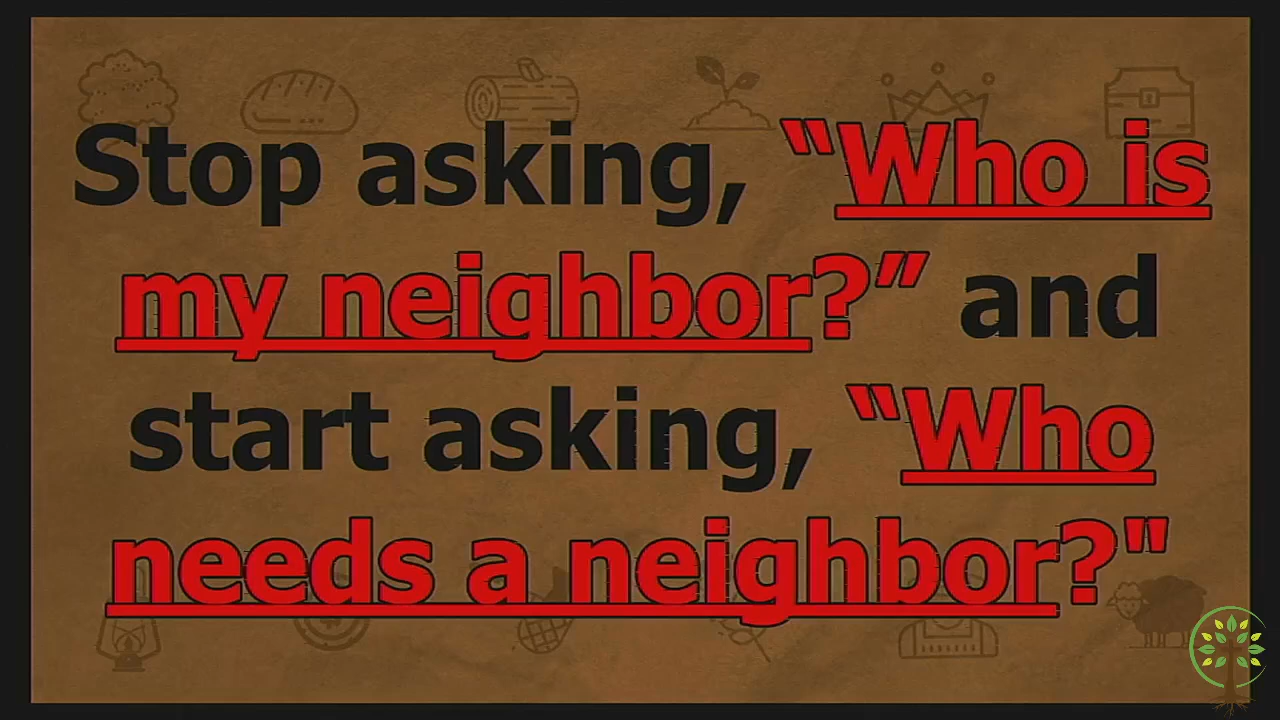 Stop asking, “Who is
my neighbor?” and
start asking, “Who
needs a neighbor?"